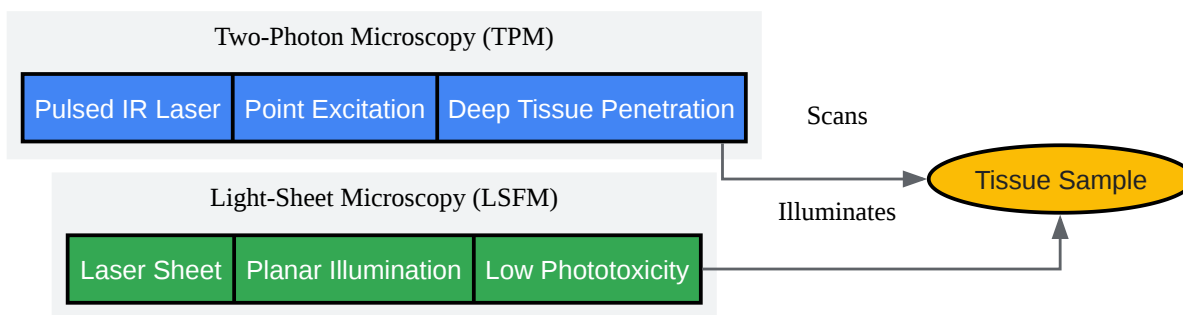 Two-Photon Microscopy (TPM)
Pulsed IR Laser Point Excitation Deep Tissue Penetration
Scans
Tissue Sample
Illuminates
Light-Sheet Microscopy (LSFM)
Laser Sheet Planar Illumination Low Phototoxicity